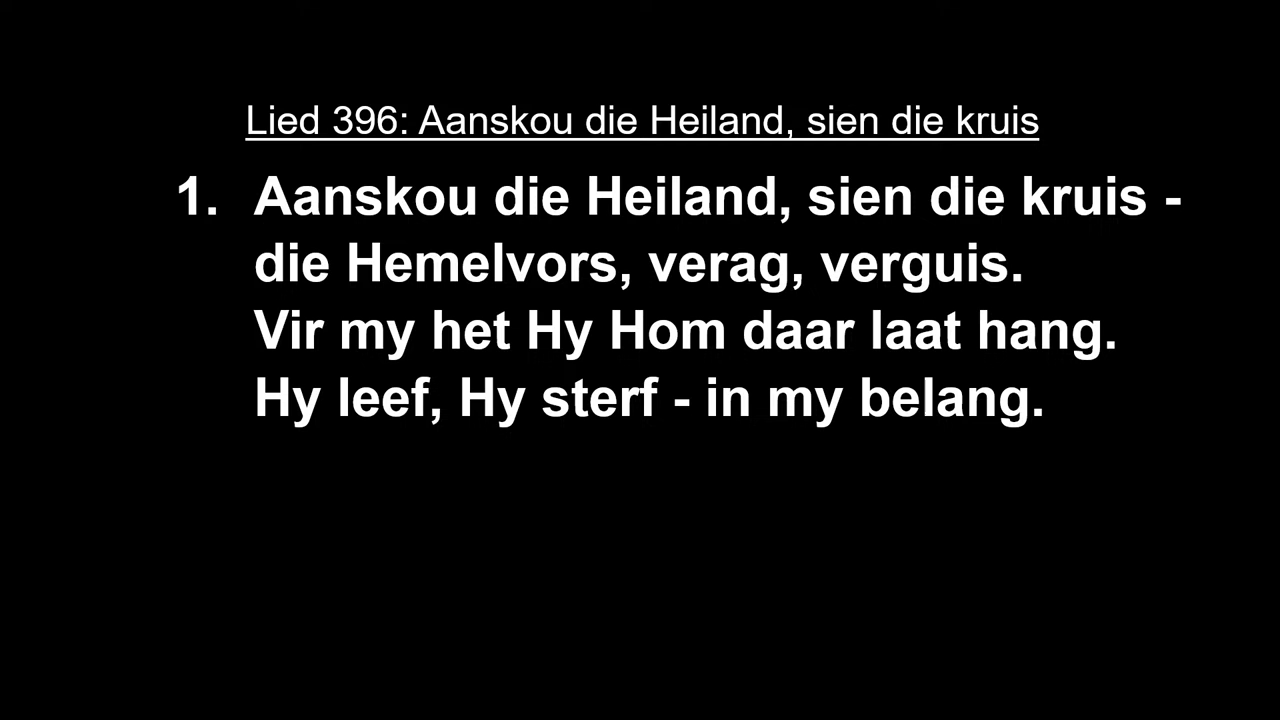 Lied 396: Aanskou die Heiland, sien die kruis
1. Aanskou die Heiland, sien die kruis -
die Hemelvors, verag, verguis.
Vir my het Hy Hom daar laat hang.
Hy leef, Hy sterf - in my belang.